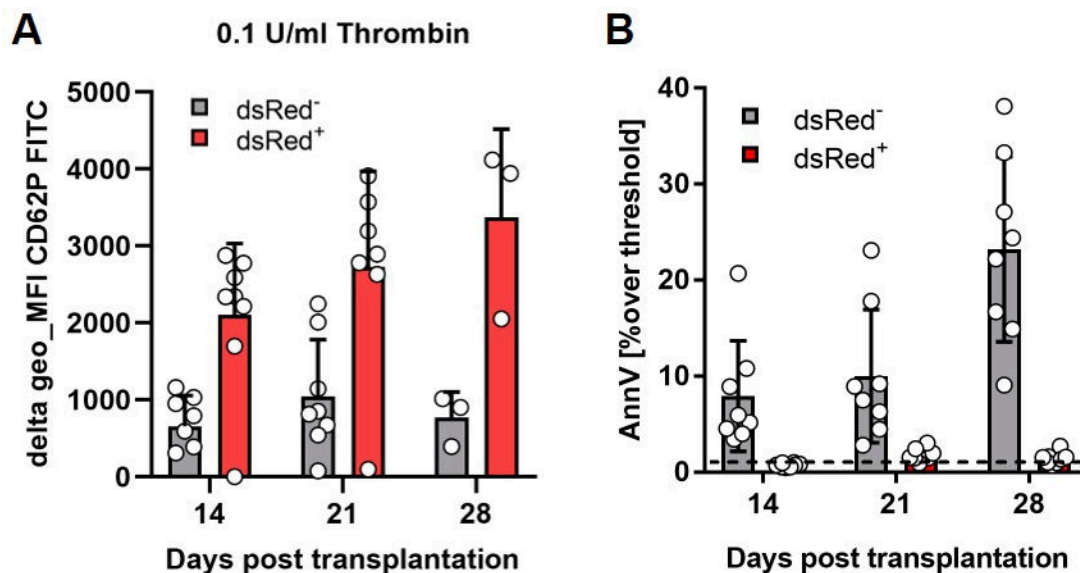 A
0.1 U/ml Thrombin
delta geo_MFI CD62P FITC
5000
4000
3000
2000
1000
0
dsRed⁻
dsRed⁺
14
21
28
Days post transplantation
B
AnnV [%over threshold]
40
30
20
10
0
dsRed⁻
dsRed⁺
14
21
28
Days post transplantation